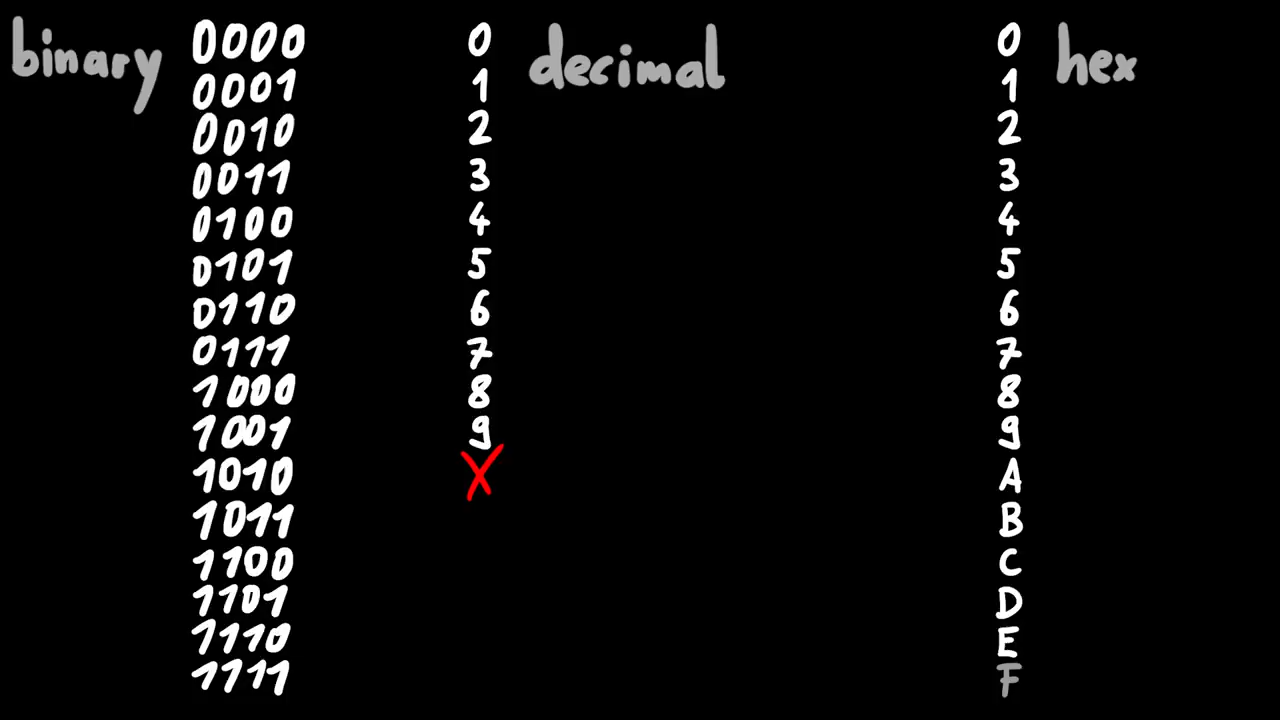 binary 0000 0 decimal 0 hex
0001 1 1
0010 2 2
0011 3 3
0100 4 4
0101 5 5
0110 6 6
0111 7 7
1000 8 8
1001 9 9
1010 X A
1011 B
1100 C
1101 D
1110 E
1111 F